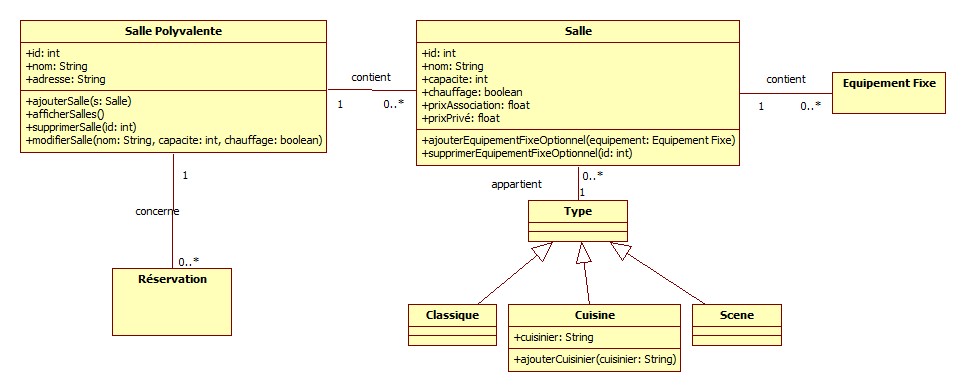 Salle Polyvalente
+id: int
+nom: String
+adresse: String
+ajouterSalle(s: Salle)
+afficherSalles()
+supprimerSalle(id: int)
+modifierSalle(nom: String, capacite: int, chauffage: boolean)
contient
1
0..*
Salle
+id: int
+nom: String
+capacite: int
+chauffage: boolean
+prixAssociation: float
+prixPrivé: float
+ajouterEquipementFixeOptionnel(equipement: Equipement Fixe)
+supprimerEquipementFixeOptionnel(id: int)
contient
1
0..*
Equipement Fixe
1
concerne
0..*
Réservation
0..*
appartient
1
Type
Classique
Cuisine
+cuisinier: String
+ajouterCuisinier(cuisinier: String)
Scene